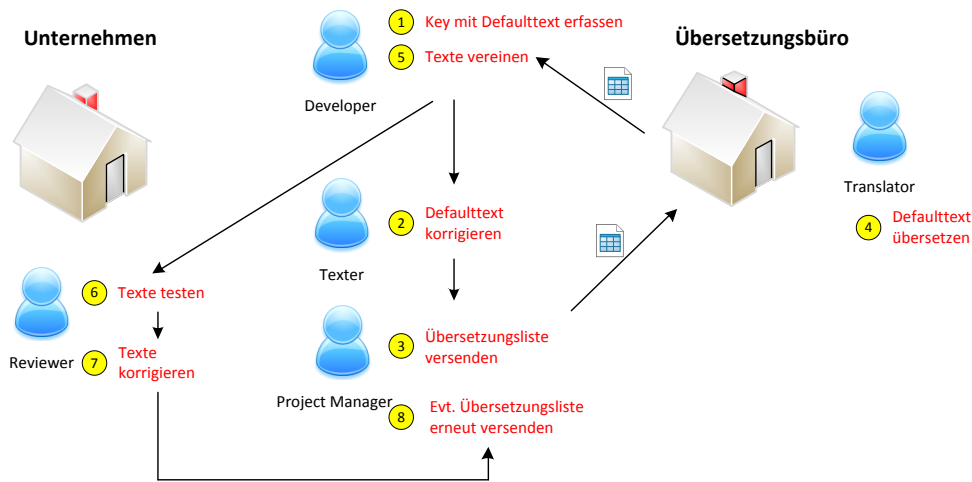 Unternehmen
1 Key mit Defaulttext erfassen
5 Texte vereinen
Developer
Übersetzungsbüro
Translator
4 Defaulttext
übersetzen
2 Defaulttext
korrigieren
Texter
6 Texte testen
Reviewer
7 Texte
korrigieren
3 Übersetzungsliste
versenden
Project Manager
8 Evt. Übersetzungsliste
erneut versenden